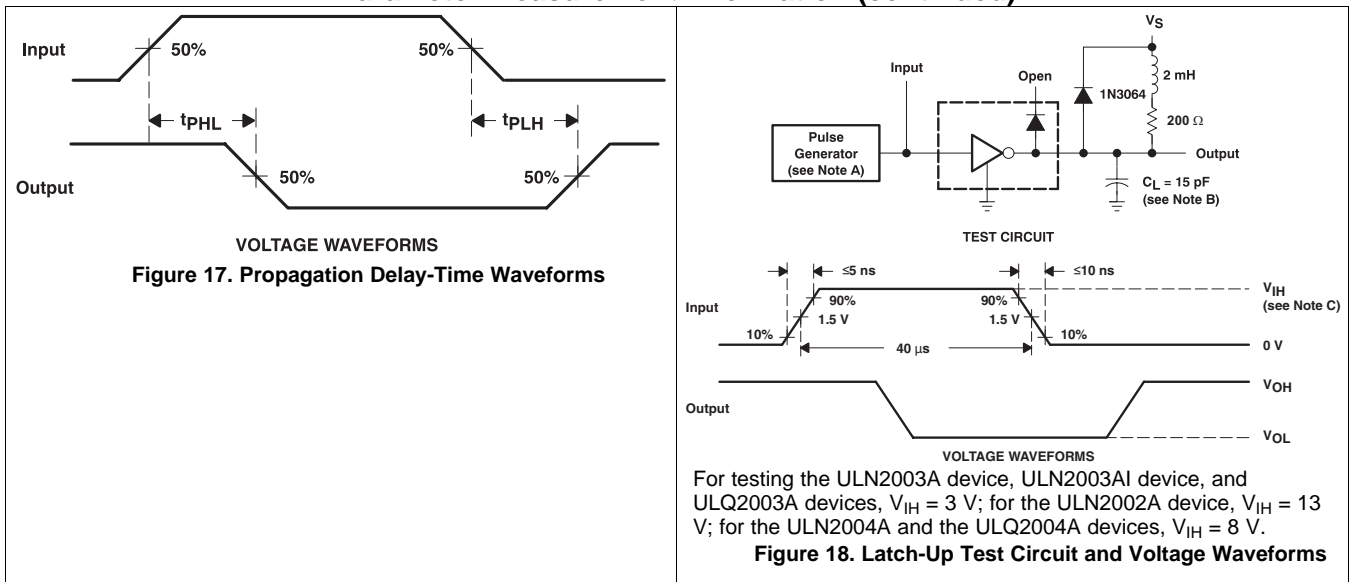 Parameter Measurement Information (continued)
Input
50%
50%
tPHL
tPLH
Output
50%
50%
VOLTAGE WAVEFORMS
Figure 17. Propagation Delay-Time Waveforms
VS
Input
Open
2 mH
1N3064
200 Ω
Pulse
Generator
(see Note A)
Output
CL = 15 pF
(see Note B)
TEST CIRCUIT
≤5 ns
≤10 ns
VIH
(see Note C)
Input
90%
90%
1.5 V
1.5 V
10%
10%
40 μs
0 V
VOH
Output
VOL
VOLTAGE WAVEFORMS
For testing the ULN2003A device, ULN2003AI device, and
ULQ2003A devices, VIH = 3 V; for the ULN2002A device, VIH = 13
V; for the ULN2004A and the ULQ2004A devices, VIH = 8 V.
Figure 18. Latch-Up Test Circuit and Voltage Waveforms